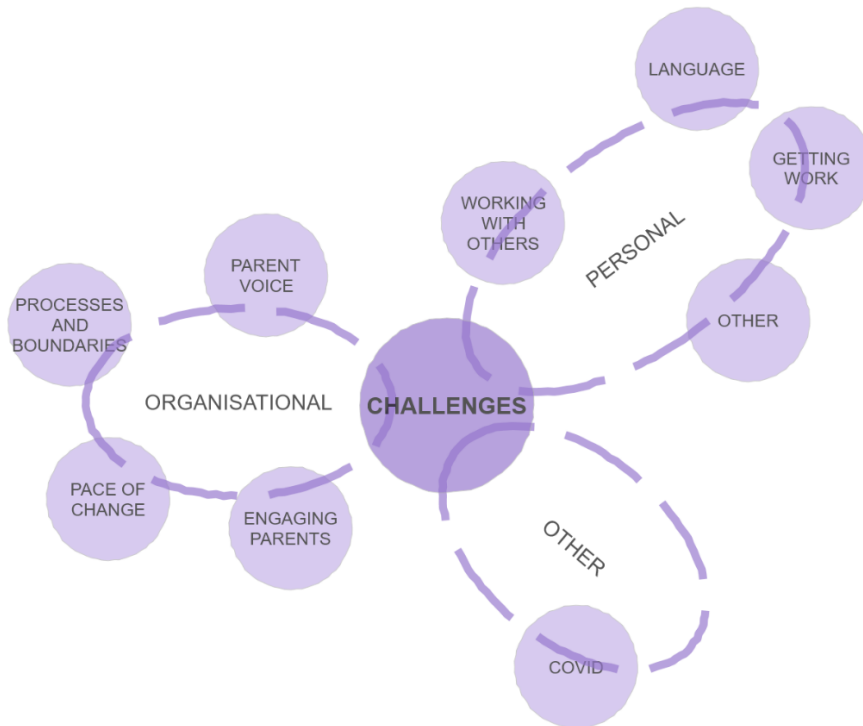 LANGUAGE
GETTING
WORK
WORKING
WITH
OTHERS
PERSONAL
OTHER
PARENT
VOICE
PROCESSES
AND
BOUNDARIES
ORGANISATIONAL
CHALLENGES
PACE OF
CHANGE
ENGAGING
PARENTS
OTHER
COVID